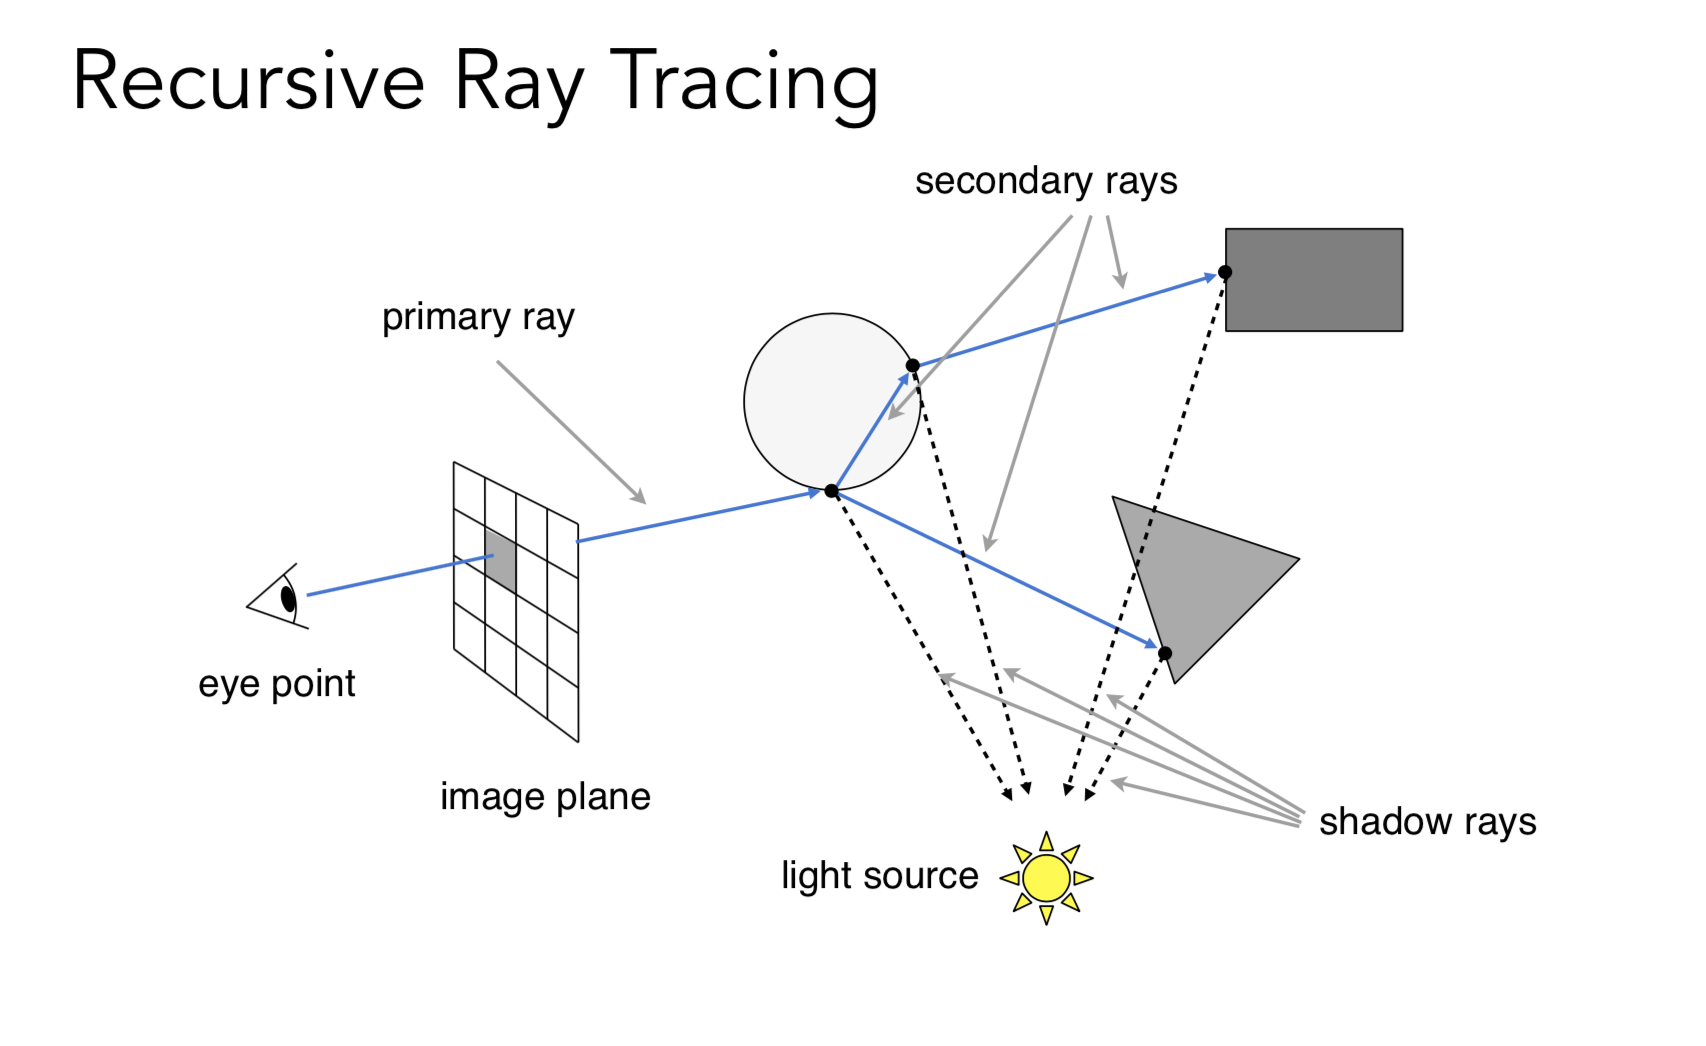 Recursive Ray Tracing
secondary rays
primary ray
eye point
image plane
shadow rays
light source